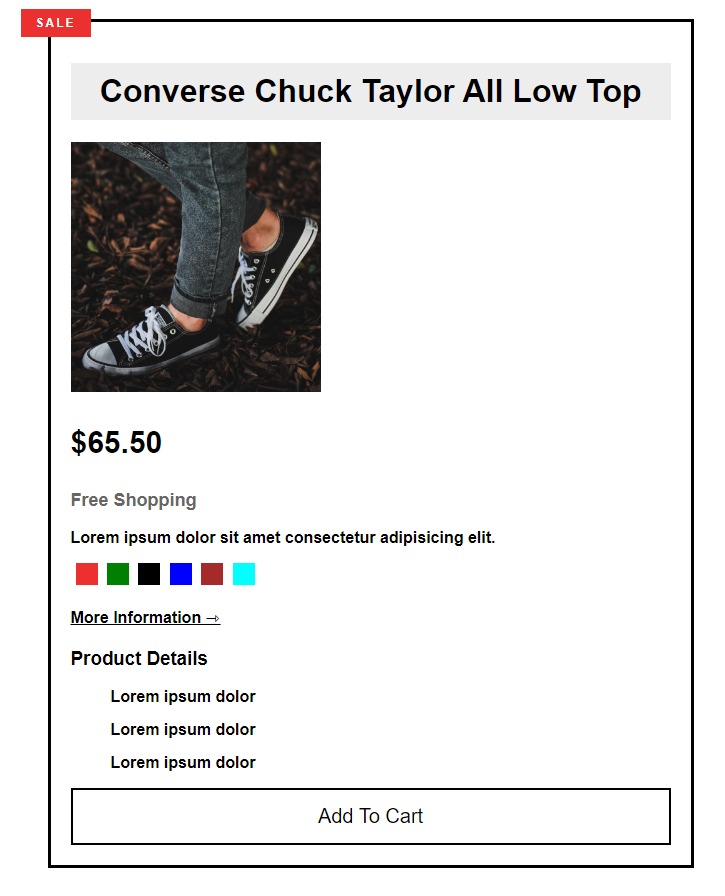 SALE
Converse Chuck Taylor All Low Top
$65.50
Free Shopping
Lorem ipsum dolor sit amet consectetur adipisicing elit.
More Information ⇾
Product Details
Lorem ipsum dolor
Lorem ipsum dolor
Lorem ipsum dolor
Add To Cart